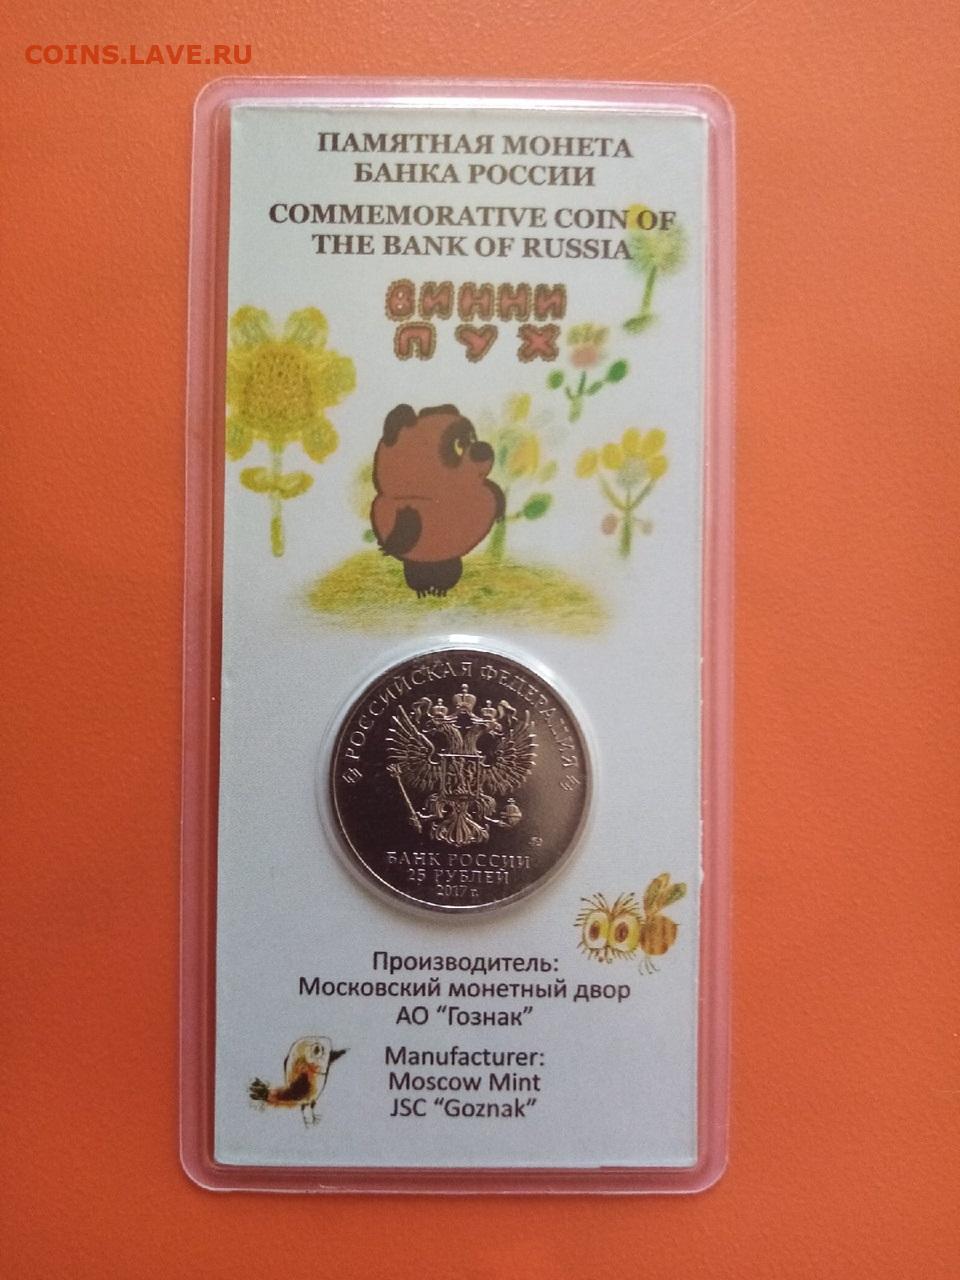 COINS.LAVE.RU
ПАМЯТНАЯ МОНЕТА
БАНКА РОССИИ
COMMEMORATIVE COIN OF
THE BANK OF RUSSIA
ВИННИ
ПУХ
РОССИЙСКАЯ ФЕДЕРАЦИЯ
БАНК РОССИИ
25 РУБЛЕЙ
2017 г.
Производитель:
Московский монетный двор
АО "Гознак"
Manufacturer:
Moscow Mint
JSC "Goznak"